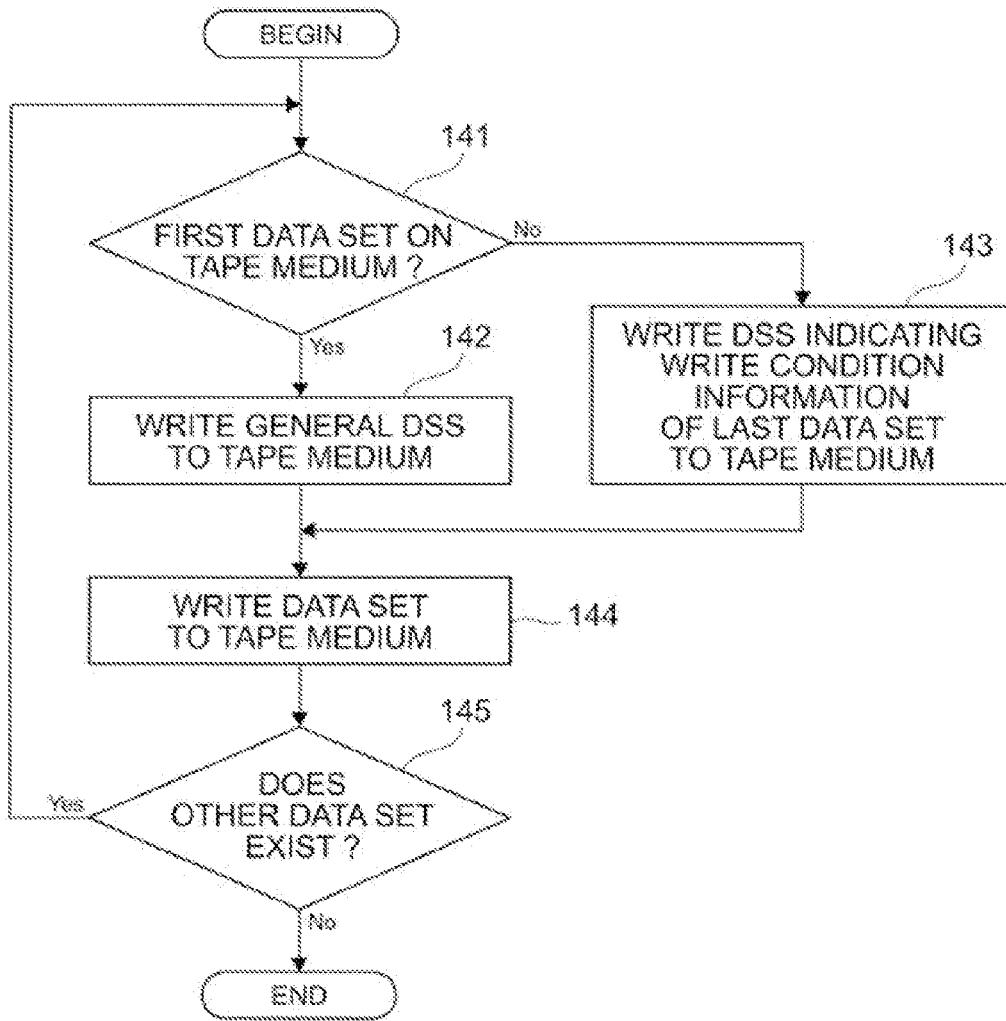 BEGIN
141
FIRST DATA SET ON
TAPE MEDIUM ?
No
Yes
142
WRITE GENERAL DSS
TO TAPE MEDIUM
143
WRITE DSS INDICATING
WRITE CONDITION
INFORMATION
OF LAST DATA SET
TO TAPE MEDIUM
WRITE DATA SET
TO TAPE MEDIUM
144
145
DOES
OTHER DATA SET
EXIST ?
Yes
No
END